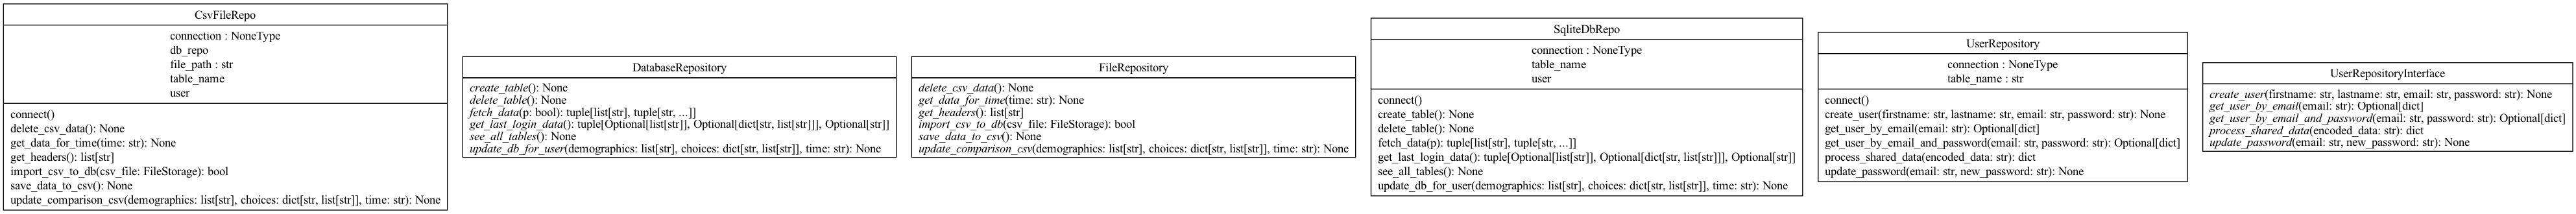 CsvFileRepo
connection : NoneType
db_repo
file_path : str
table_name
user
connect()
delete_csv_data(): None
get_data_for_time(time: str): None
get_headers(): list[str]
import_csv_to_db(csv_file: FileStorage): bool
save_data_to_csv(): None
update_comparison_csv(demographics: list[str], choices: dict[str, list[str]], time: str): None
DatabaseRepository
create_table(): None
delete_table(): None
fetch_data(p: bool): tuple[list[str], tuple[str, ...]]
get_last_login_data(): tuple[Optional[list[str]], Optional[dict[str, list[str]]], Optional[str]]
see_all_tables(): None
update_db_for_user(demographics: list[str], choices: dict[str, list[str]], time: str): None
FileRepository
delete_csv_data(): None
get_data_for_time(time: str): None
get_headers(): list[str]
import_csv_to_db(csv_file: FileStorage): bool
save_data_to_csv(): None
update_comparison_csv(demographics: list[str], choices: dict[str, list[str]], time: str): None
SqliteDbRepo
connection : NoneType
table_name
user
connect()
create_table(): None
delete_table(): None
fetch_data(p): tuple[list[str], tuple[str, ...]]
get_last_login_data(): tuple[Optional[list[str]], Optional[dict[str, list[str]]], Optional[str]]
see_all_tables(): None
update_db_for_user(demographics: list[str], choices: dict[str, list[str]], time: str): None
UserRepository
connection : NoneType
table_name : str
connect()
create_user(firstname: str, lastname: str, email: str, password: str): None
get_user_by_email(email: str): Optional[dict]
get_user_by_email_and_password(email: str, password: str): Optional[dict]
process_shared_data(encoded_data: str): dict
update_password(email: str, new_password: str): None
UserRepositoryInterface
create_user(firstname: str, lastname: str, email: str, password: str): None
get_user_by_email(email: str): Optional[dict]
get_user_by_email_and_password(email: str, password: str): Optional[dict]
process_shared_data(encoded_data: str): dict
update_password(email: str, new_password: str): None